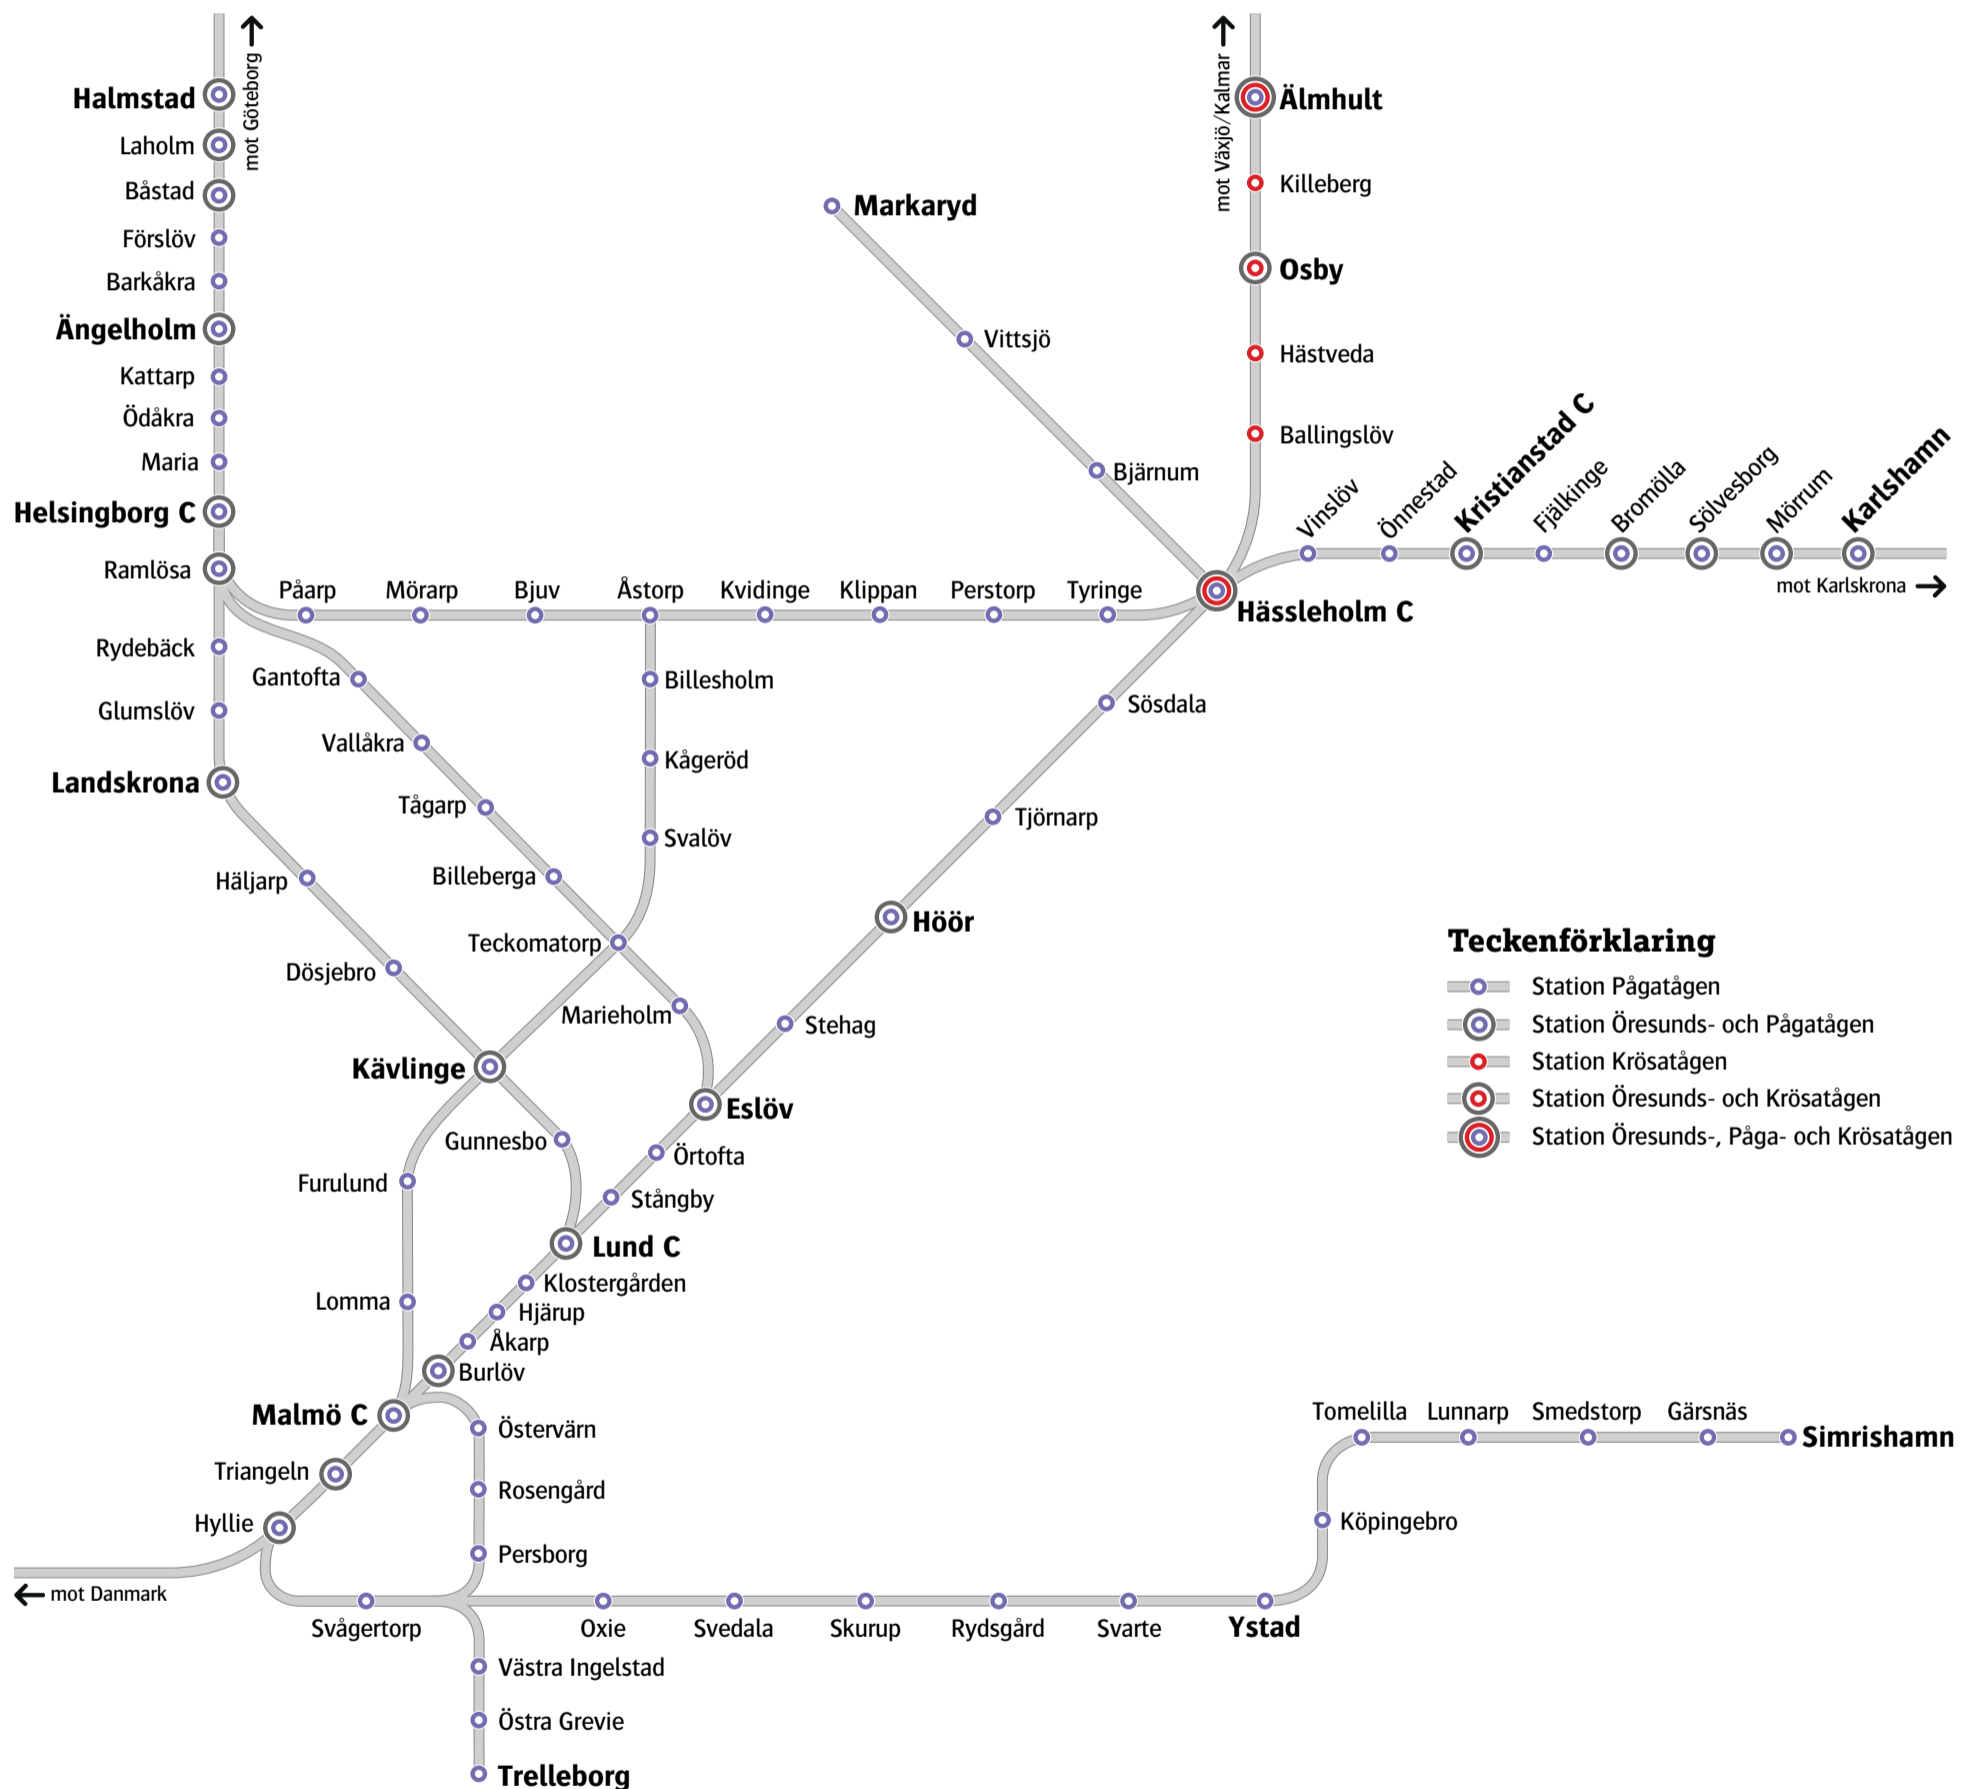 mot Göteborg
Halmstad
Laholm
Båstad
Förslöv
Barkåkra
Ängelholm
Kattarp
Ödåkra
Maria
Helsingborg C
Ramlösa
Rydebäck
Glumslöv
Landskrona
Häljarp
Dösjebro
Kävlinge
Furulund
Lomma
Gunnesbo
Påarp
Mörarp
Bjuv
Åstorp
Kvidinge
Klippan
Perstorp
Tyringe
Gantofta
Vallåkra
Tågarp
Billeberga
Teckomatorp
Marieholm
Billesholm
Kågeröd
Svalöv
Markaryd
Vittsjö
Bjärnum
mot Växjö/Kalmar
Älmhult
Killeberg
Osby
Hästveda
Ballingslöv
Hässleholm C
Vinslöv
Önnestad
Kristianstad C
Fjälkinge
Bromölla
Sölvesborg
Mörrum
Karlshamn
mot Karlskrona
Sösdala
Tjörnarp
Höör
Stehag
Eslöv
Örtofta
Stångby
Lund C
Klostergården
Hjärup
Åkarp
Burlöv
Malmö C
Triangeln
Hyllie
mot Danmark
Östervärn
Rosengård
Persborg
Svågertorp
Oxie
Svedala
Skurup
Rydsgård
Svarte
Ystad
Köpingebro
Tomelilla
Lunnarp
Smedstorp
Gärsnäs
Simrishamn
Västra Ingelstad
Östra Grevie
Trelleborg
Teckenförklaring
Station Pågatågen
Station Öresunds- och Pågatågen
Station Krösatågen
Station Öresunds- och Krösatågen
Station Öresunds-, Påga- och Krösatågen